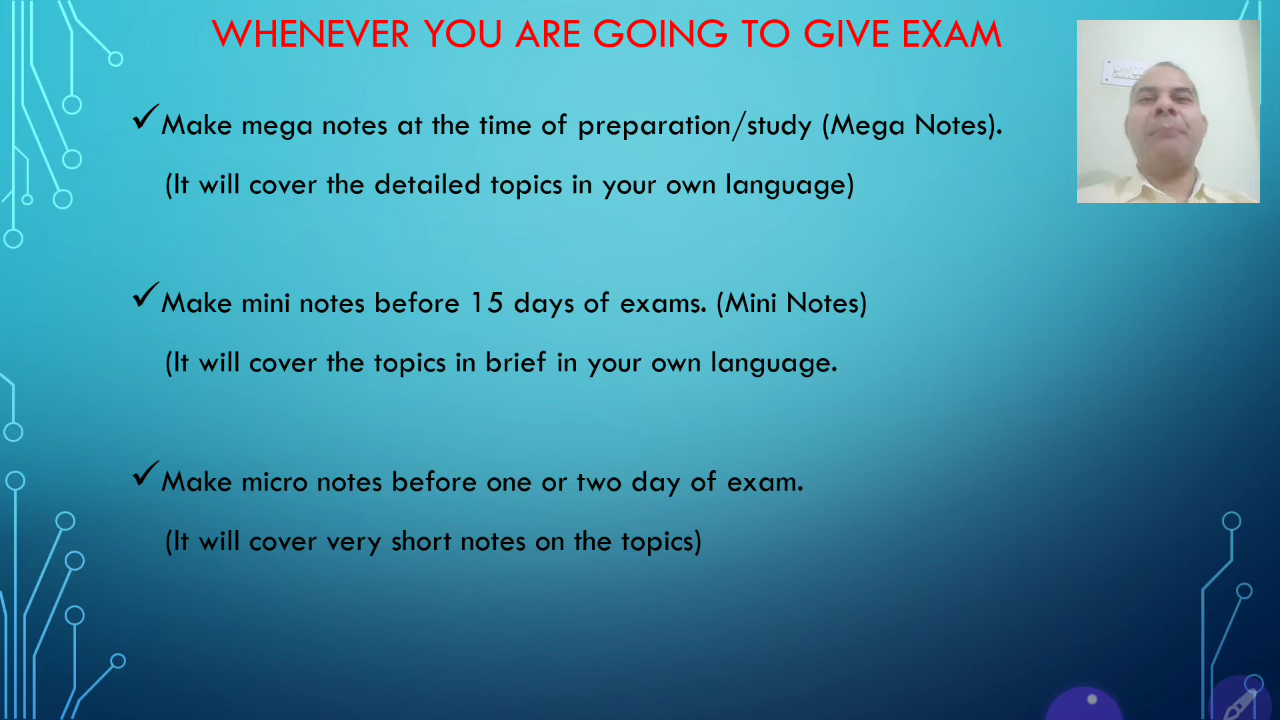 WHENEVER YOU ARE GOING TO GIVE EXAM
✓Make mega notes at the time of preparation/study (Mega Notes).
(It will cover the detailed topics in your own language)
✓Make mini notes before 15 days of exams. (Mini Notes)
(It will cover the topics in brief in your own language.
✓Make micro notes before one or two day of exam.
(It will cover very short notes on the topics)